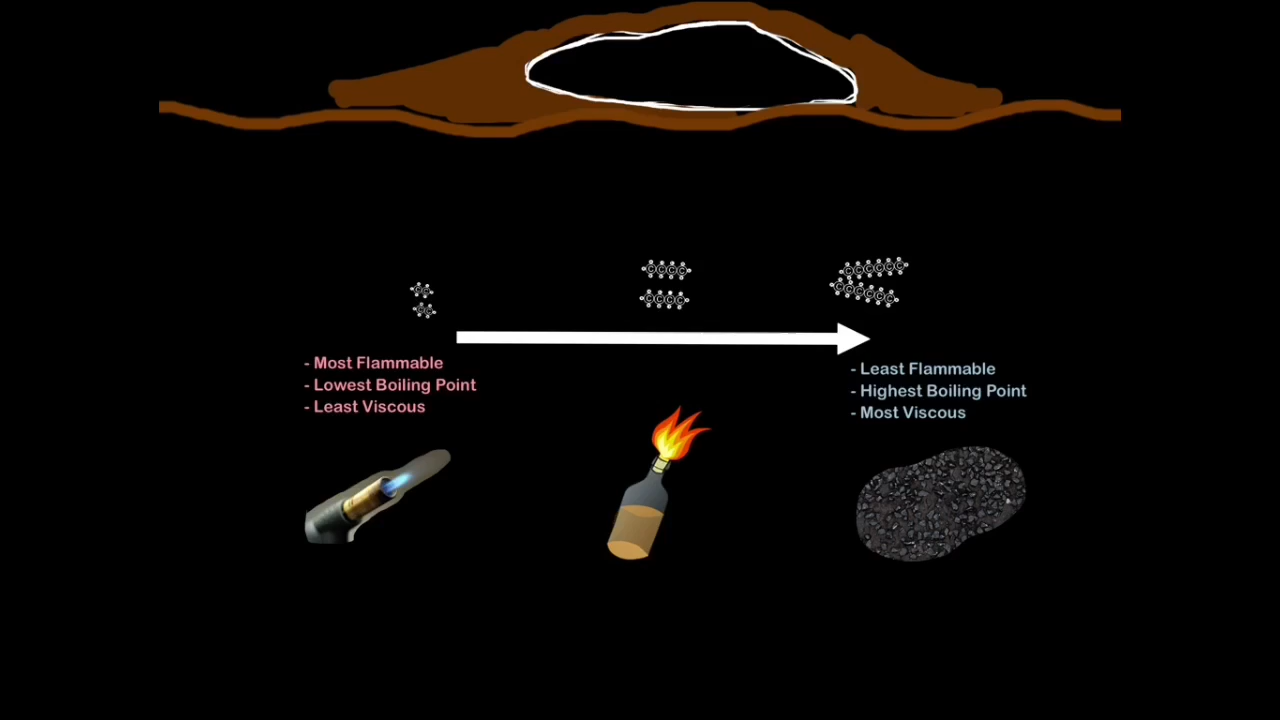 - Most Flammable
- Lowest Boiling Point
- Least Viscous
- Least Flammable
- Highest Boiling Point
- Most Viscous